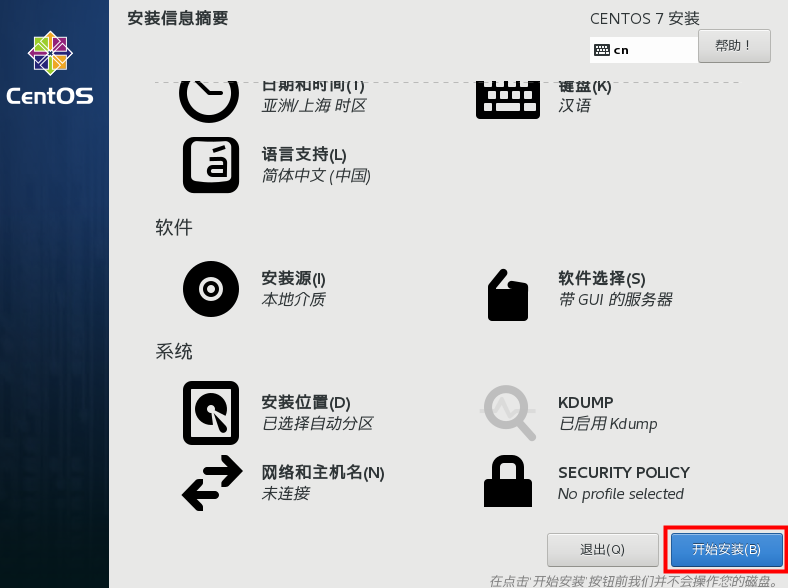 安装信息摘要
CENTOS 7 安装
cn
帮助！
CentOS
日期和时间(T)
亚洲/上海 时区
键盘(K)
汉语
语言支持(L)
简体中文 (中国)
软件
安装源(I)
本地介质
软件选择(S)
带 GUI 的服务器
系统
安装位置(D)
已选择自动分区
KDUMP
已启用 Kdump
网络和主机名(N)
未连接
SECURITY POLICY
No profile selected
退出(Q)
开始安装(B)
在点击“开始安装”按钮前我们并不会操作您的磁盘。